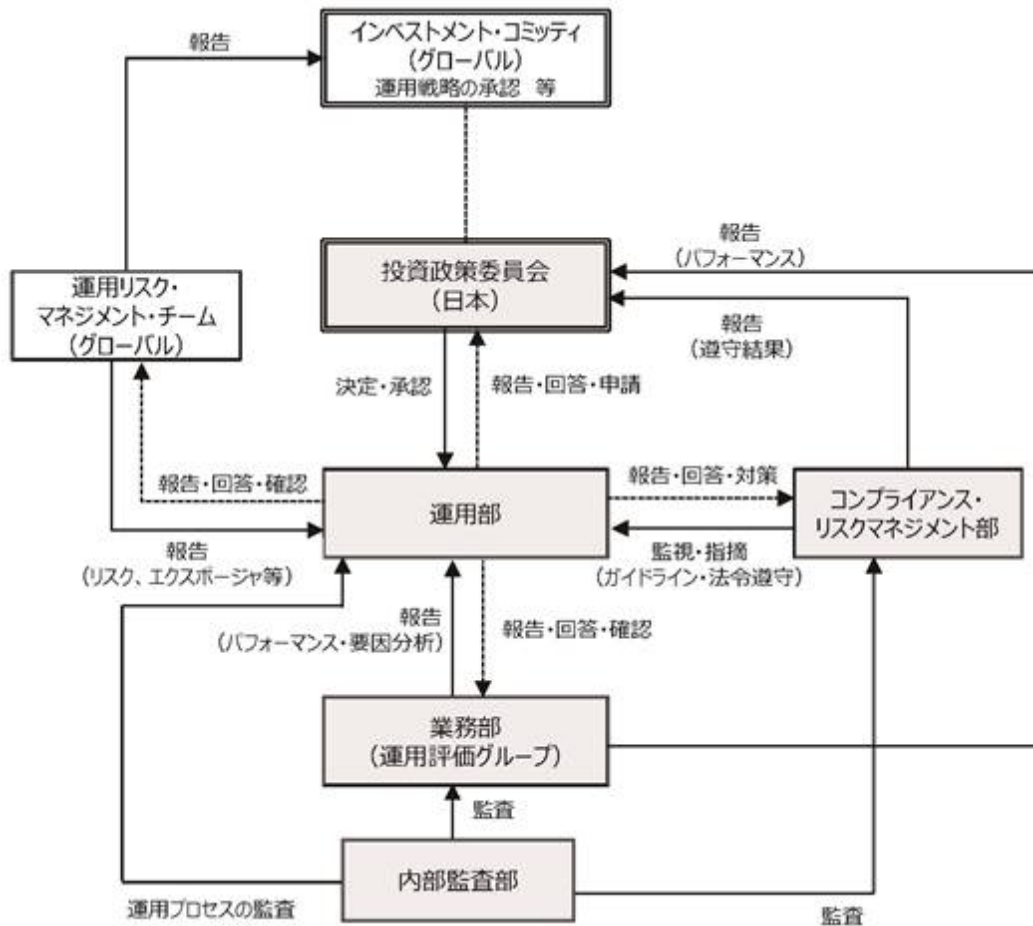 インベストメント・コミッティ
(グローバル)
運用戦略の承認 等
報告
報告
(パフォーマンス)
投資政策委員会
(日本)
運用リスク・
マネジメント・チーム
(グローバル)
報告
(遵守結果)
決定・承認
報告・回答・申請
報告・回答・確認
運用部
報告・回答・対策
コンプライアンス・
リスクマネジメント部
報告
(リスク、エクスポージャ等)
監視・指摘
(ガイドライン・法令遵守)
報告
(パフォーマンス・要因分析)
報告・回答・確認
業務部
(運用評価グループ)
監査
内部監査部
運用プロセスの監査
監査